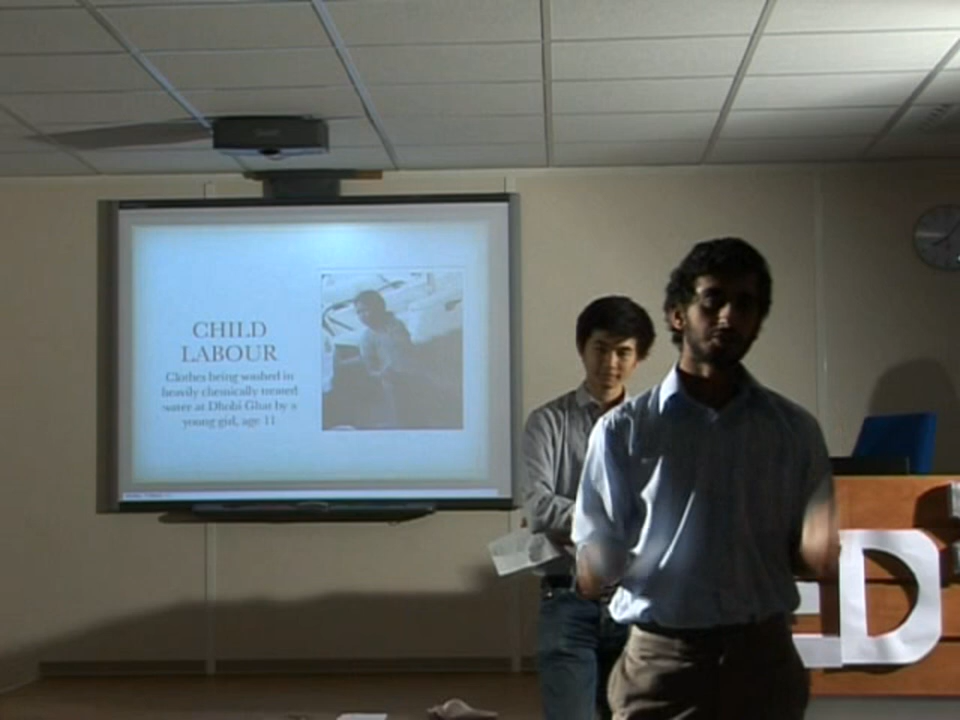 CHILD
LABOUR
Clothes being washed in
heavily chemically treated
water at Dhobi Ghat by a
young girl, age 11
ED